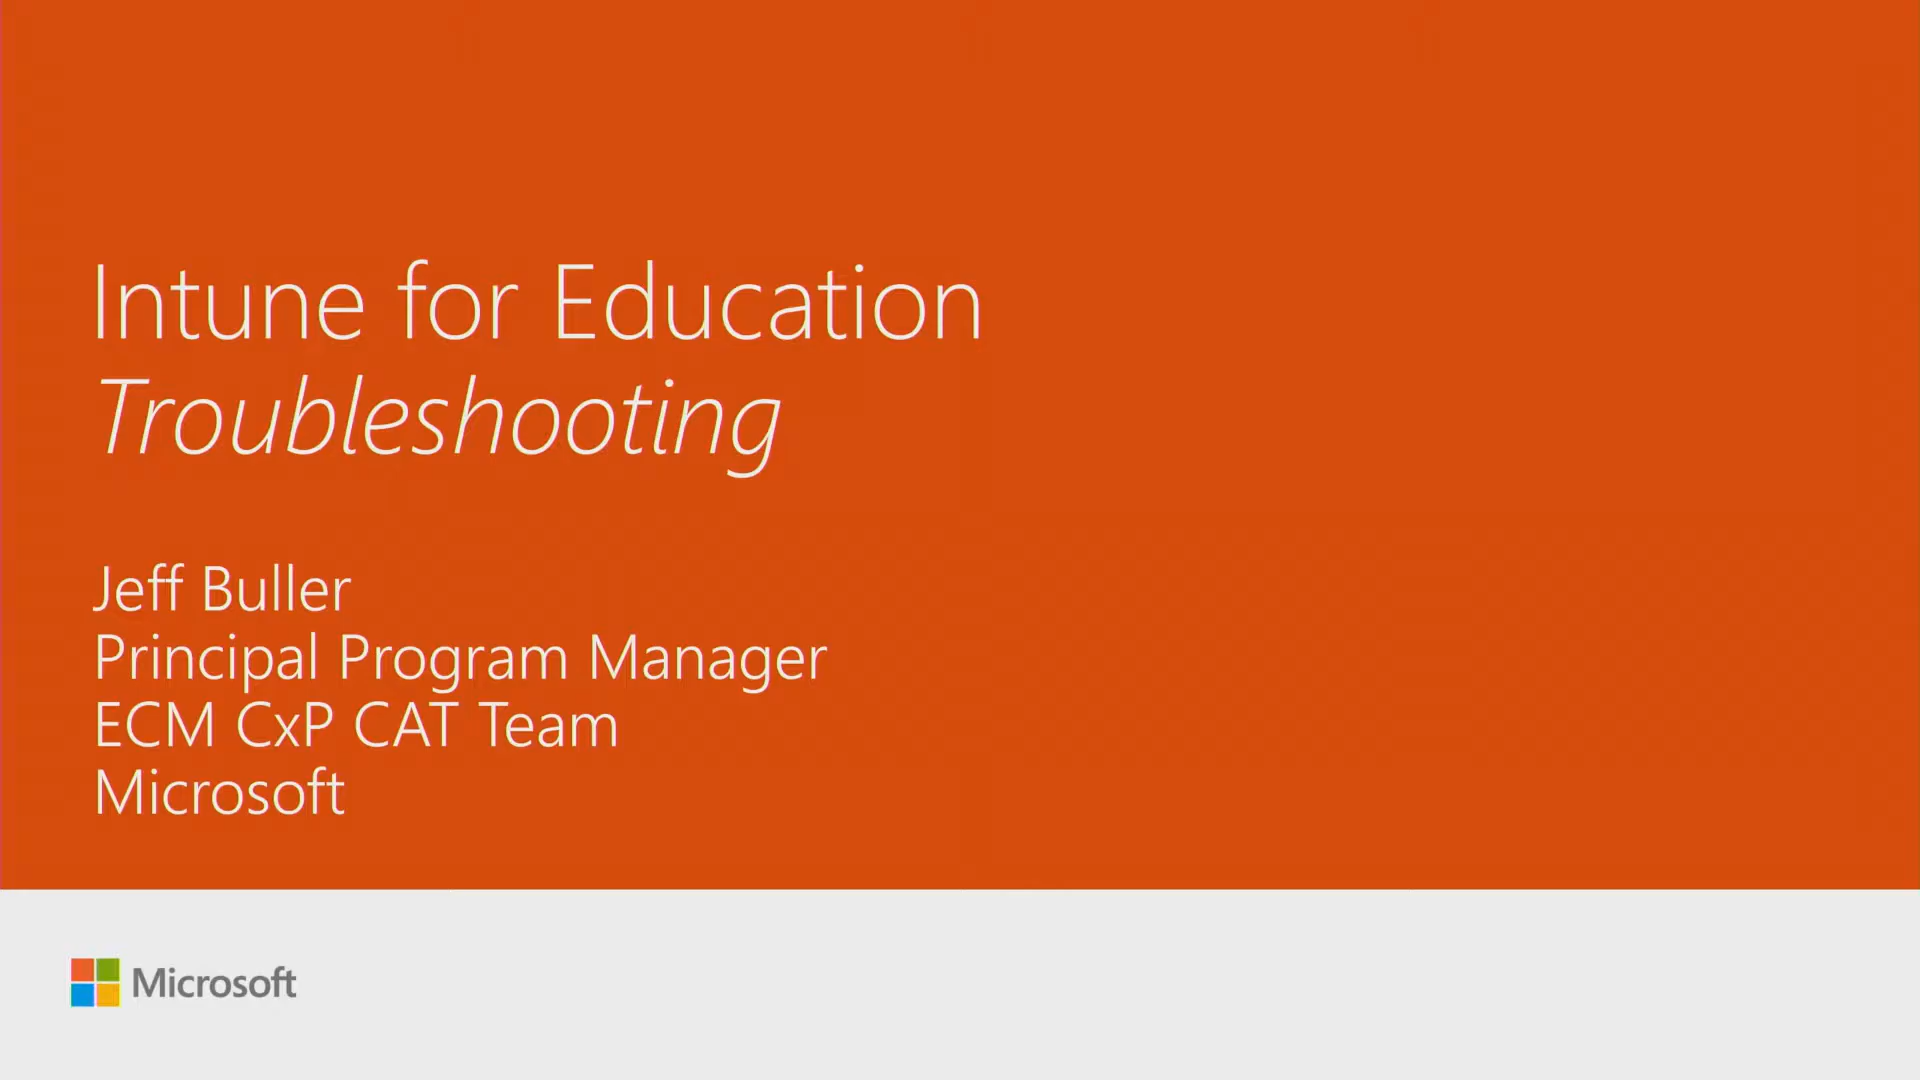 Intune for Education
Troubleshooting
Jeff Buller
Principal Program Manager
ECM CxP CAT Team
Microsoft
Microsoft